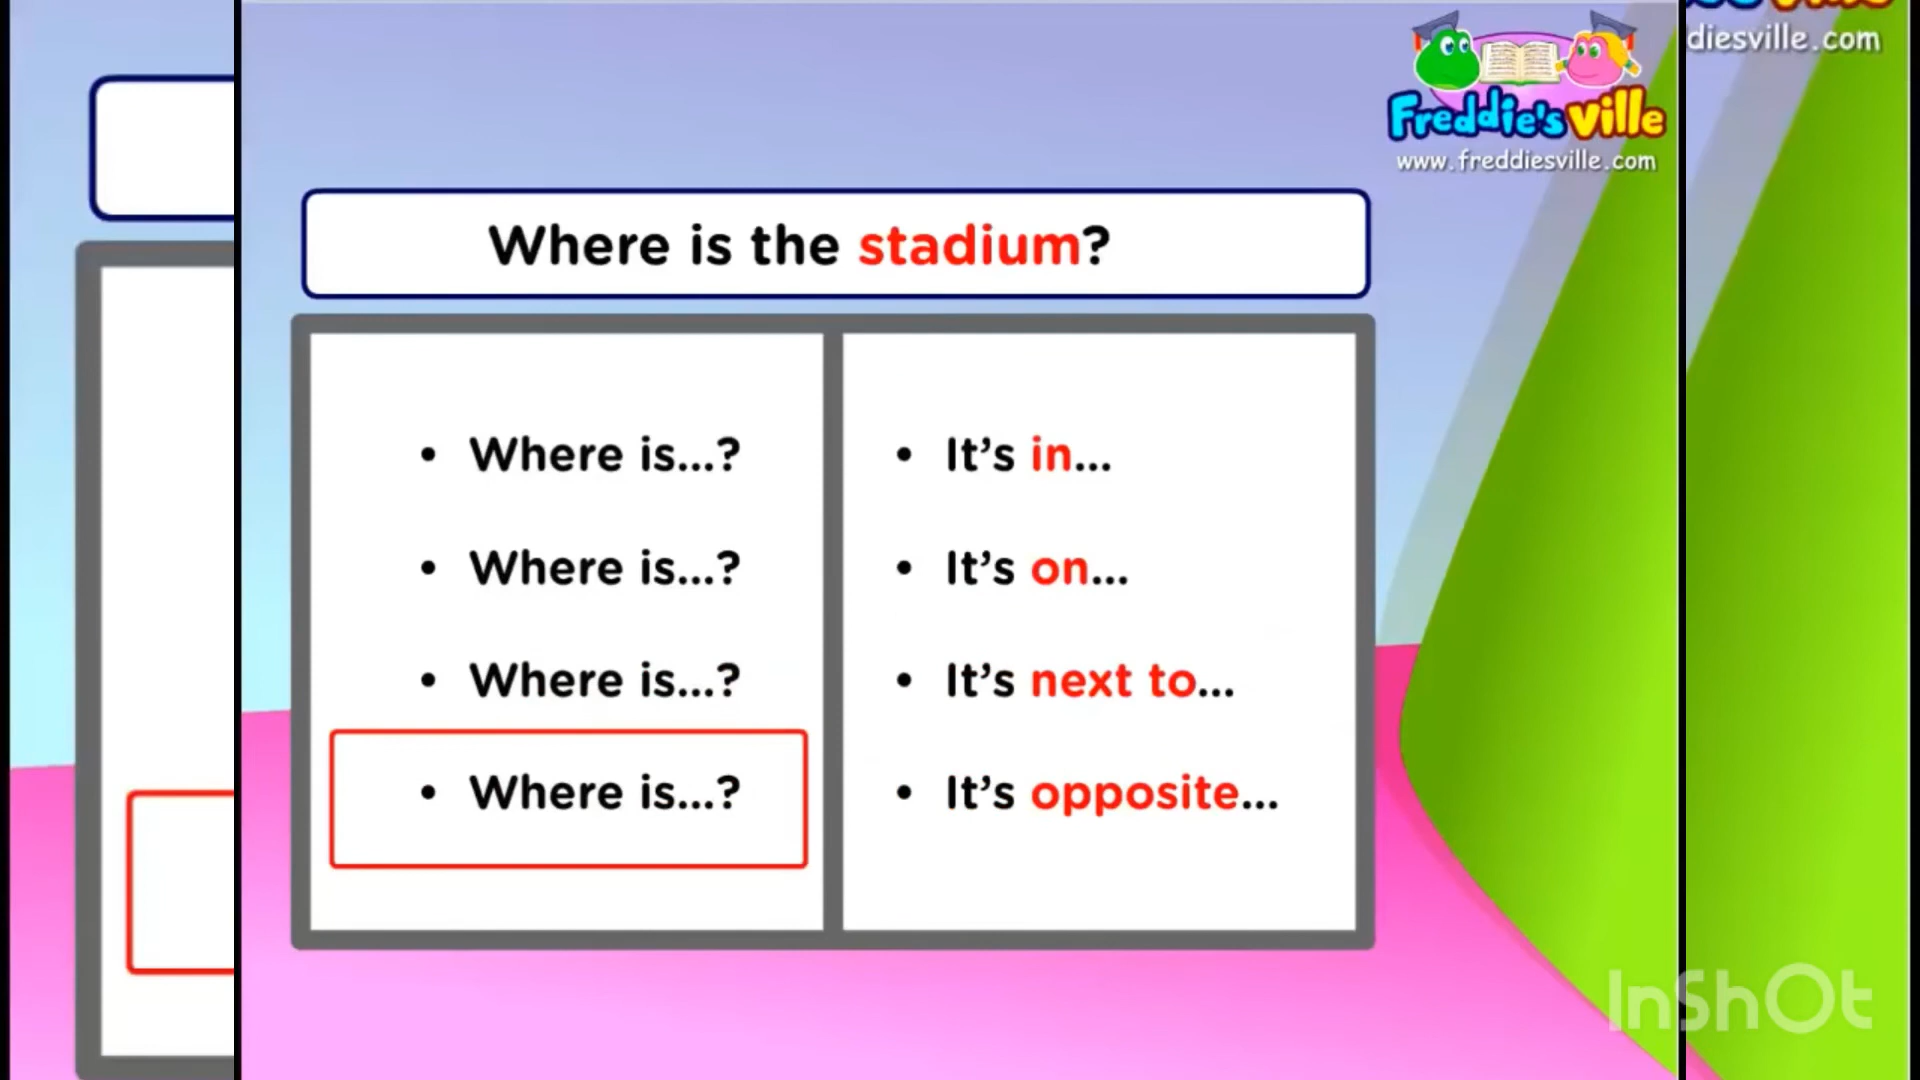 Freddie's Ville
www.freddiesville.com
diesville.com
Where is the stadium?
• Where is...?
• Where is...?
• Where is...?
• Where is...?
• It's in...
• It's on...
• It's next to...
• It's opposite...
InShOt